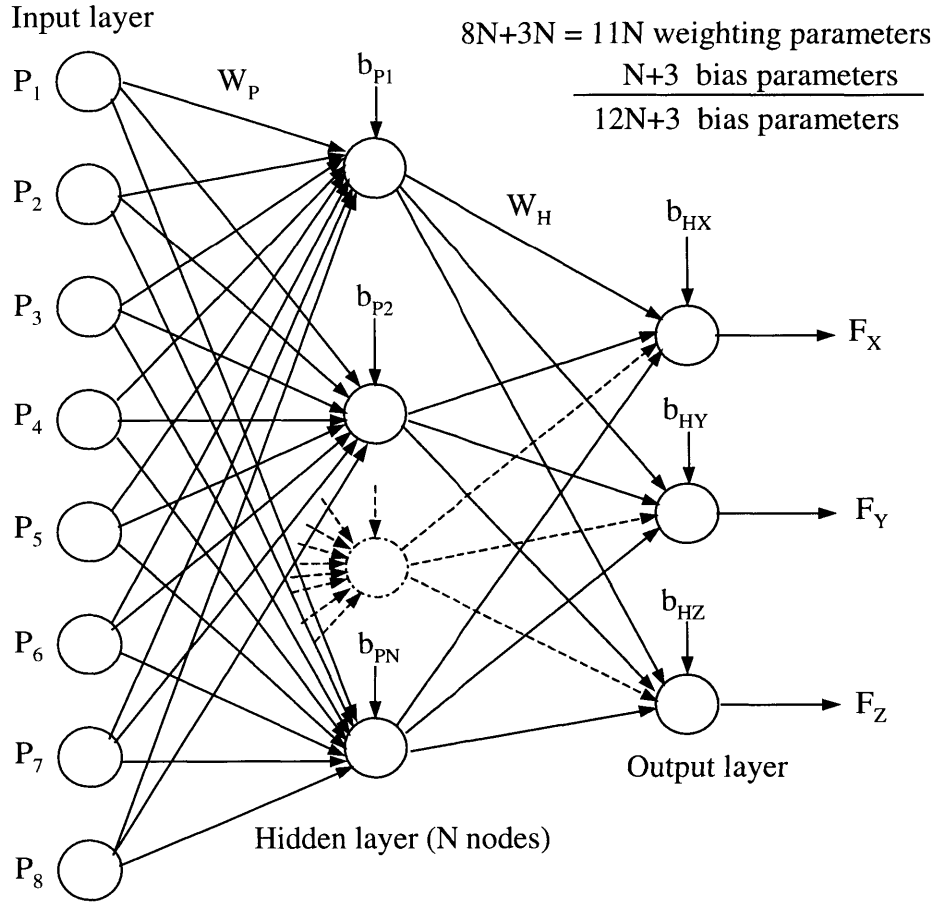 Input layer
8N+3N = 11N weighting parameters
N+3 bias parameters
12N+3 bias parameters
P1
WP
bP1
P2
WH
bHX
P3
bP2
FX
P4
bHY
P5
FY
P6
bPN
bHZ
FZ
P7
Output layer
Hidden layer (N nodes)
P8